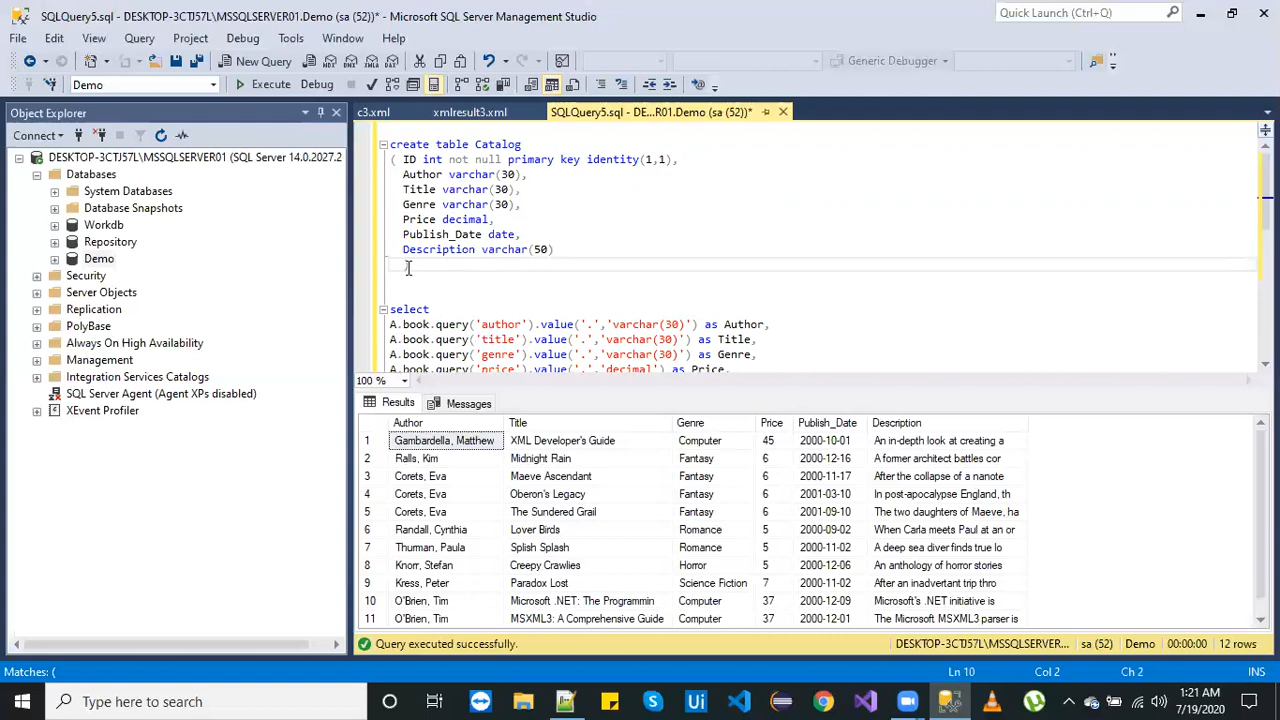 SQLQuery5.sql - DESKTOP-3CTJ57L\MSSQLSERVER01.Demo (sa (52))* - Microsoft SQL Server Management Studio
Quick Launch (Ctrl+Q)
File Edit View Query Project Debug Tools Window Help
New Query
Generic Debugger
Demo
Execute Debug
Object Explorer
c3.xml xmlresult3.xml SQLQuery5.sql - DE...R01.Demo (sa (52))*
Connect
DESKTOP-3CTJ57L\MSSQLSERVER01 (SQL Server 14.0.2027.2
Databases
System Databases
Database Snapshots
Workdb
Repository
Demo
Security
Server Objects
Replication
PolyBase
Always On High Availability
Management
Integration Services Catalogs
SQL Server Agent (Agent XPs disabled)
XEvent Profiler
create table Catalog
( ID int not null primary key identity(1,1),
Author varchar(30),
Title varchar(30),
Genre varchar(30),
Price decimal,
Publish_Date date,
Description varchar(50)
select
A.book.query('author').value('.','varchar(30)') as Author,
A.book.query('title').value('.','varchar(30)') as Title,
A.book.query('genre').value('.','varchar(30)') as Genre,
A.book.query('price').value('.','decimal') as Price,
100 %
Results Messages
Author Title Genre Price Publish_Date Description
1 Gambardella, Matthew XML Developer's Guide Computer 45 2000-10-01 An in-depth look at creating a
2 Ralls, Kim Midnight Rain Fantasy 6 2000-12-16 A former architect battles cor
3 Corets, Eva Maeve Ascendant Fantasy 6 2000-11-17 After the collapse of a nanote
4 Corets, Eva Oberon's Legacy Fantasy 6 2001-03-10 In post-apocalypse England, th
5 Corets, Eva The Sundered Grail Fantasy 6 2001-09-10 The two daughters of Maeve, ha
6 Randall, Cynthia Lover Birds Romance 5 2000-09-02 When Carla meets Paul at an or
7 Thurman, Paula Splish Splash Romance 5 2000-11-02 A deep sea diver finds true lo
8 Knorr, Stefan Creepy Crawlies Horror 5 2000-12-06 An anthology of horror stories
9 Kress, Peter Paradox Lost Science Fiction 7 2000-11-02 After an inadvertant trip thro
10 O'Brien, Tim Microsoft .NET: The Programmin Computer 37 2000-12-09 Microsoft's .NET initiative is
11 O'Brien, Tim MSXML3: A Comprehensive Guide Computer 37 2000-12-01 The Microsoft MSXML3 parser is
Query executed successfully. DESKTOP-3CTJ57L\MSSQLSERVER... sa (52) Demo 00:00:00 12 rows
Matches: ( Ln 10 Col 2 Ch 2 INS
Type here to search
Ui
1:21 AM
7/19/2020